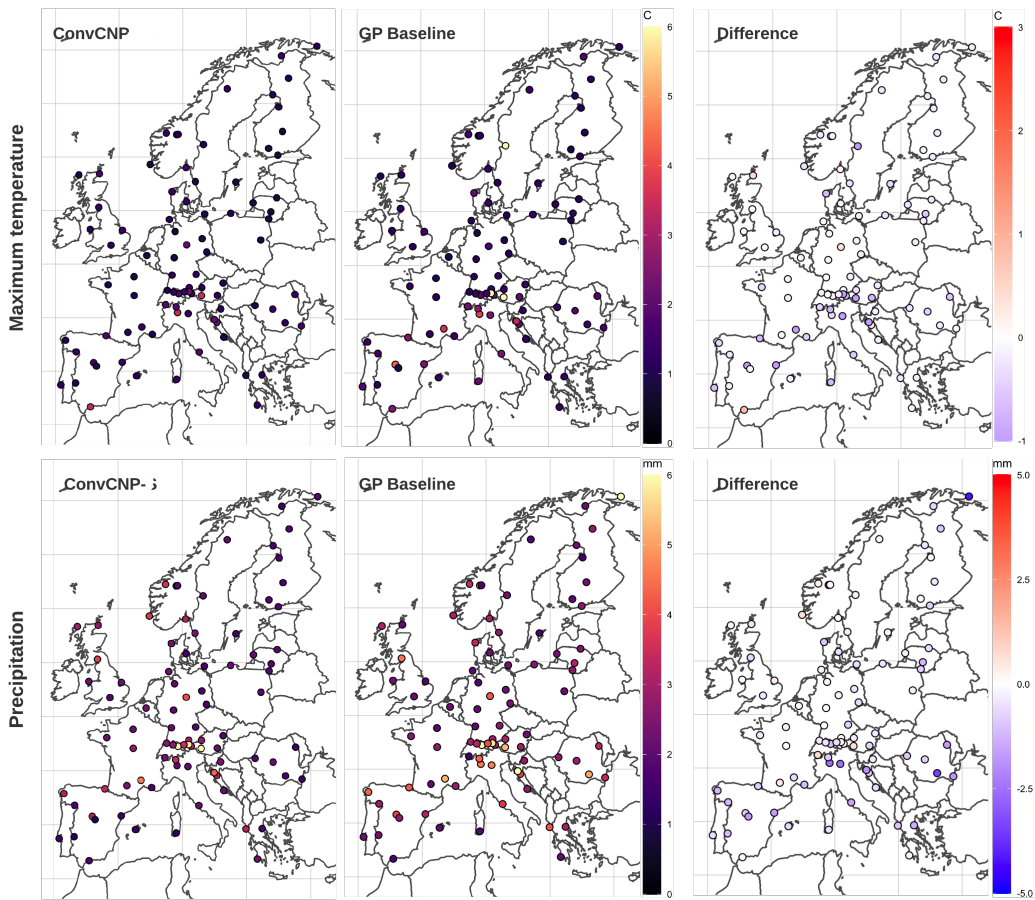 ConvCNP
GP Baseline
C
6
5
4
3
2
1
0
Difference
C
3
2
1
0
-1
Maximum temperature
ConvCNP-
GP Baseline
mm
6
5
4
3
2
1
0
Difference
mm
5.0
2.5
0.0
-2.5
-5.0
Precipitation